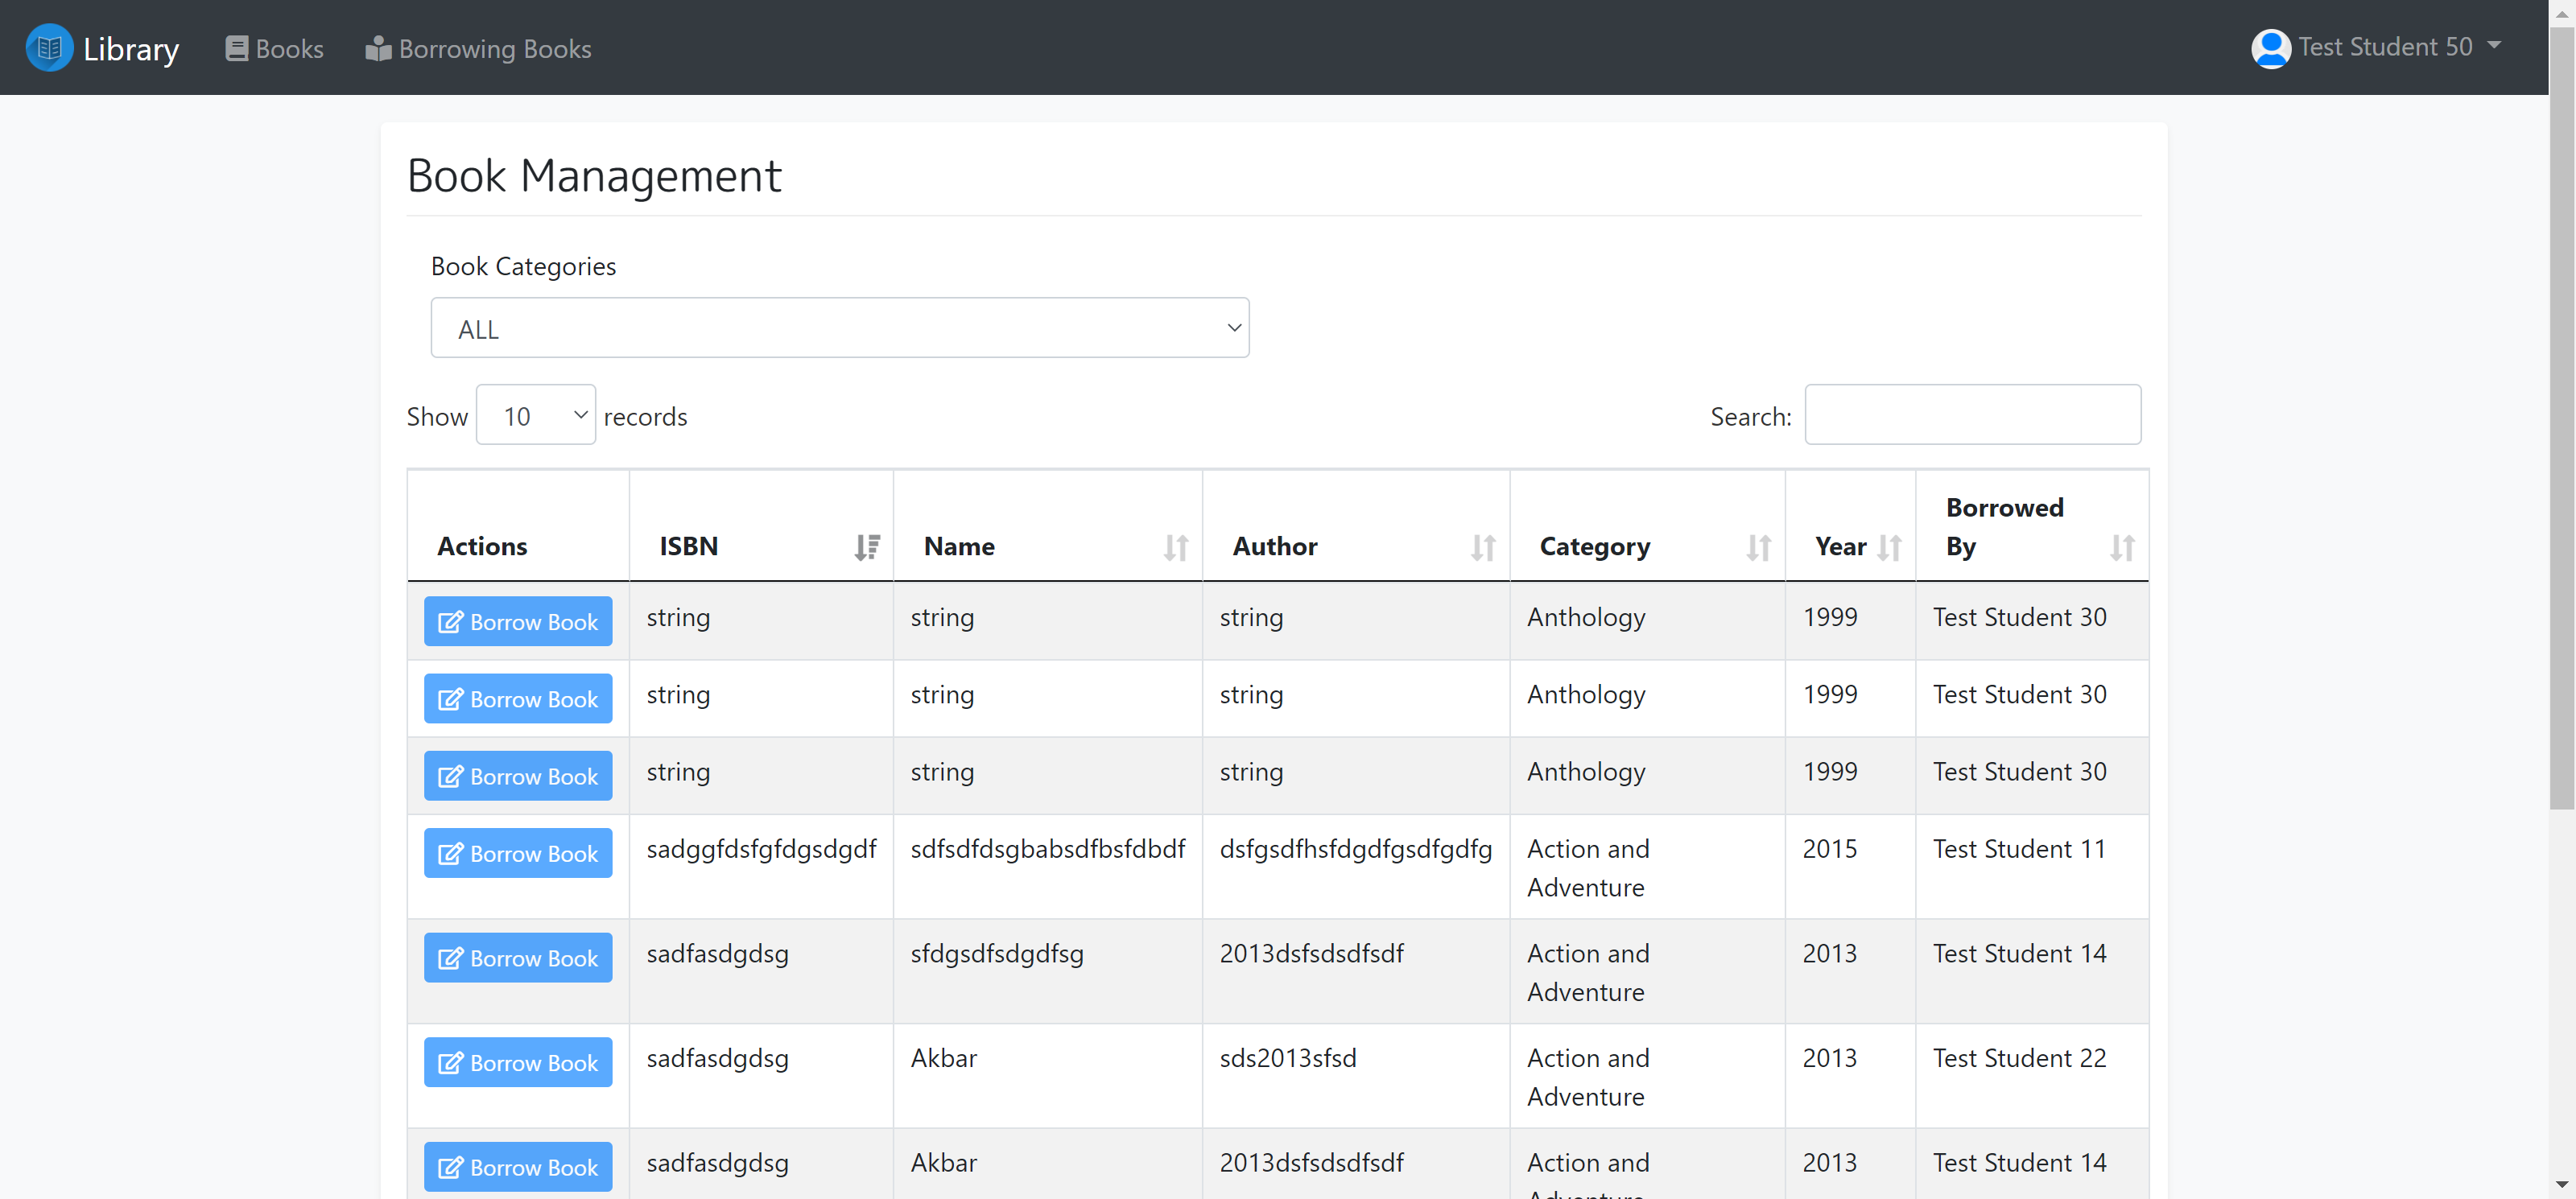 Library Books Borrowing Books Test Student 50
Book Management
Book Categories
ALL
Show 10 records Search:
Actions ISBN Name Author Category Year Borrowed By
Borrow Book string string string Anthology 1999 Test Student 30
Borrow Book string string string Anthology 1999 Test Student 30
Borrow Book string string string Anthology 1999 Test Student 30
Borrow Book sadggfdsfgfdgsdgdf sdfsdfdsgbabsdfbsfdbdf dsfgsdfhsfdgdfgsdfgdfg Action and Adventure 2015 Test Student 11
Borrow Book sadfasdgdsg sfdgsdfsdgdfsg 2013dsfsdsdfsdf Action and Adventure 2013 Test Student 14
Borrow Book sadfasdgdsg Akbar sds2013sfsd Action and Adventure 2013 Test Student 22
Borrow Book sadfasdgdsg Akbar 2013dsfsdsdfsdf Action and 2013 Test Student 14